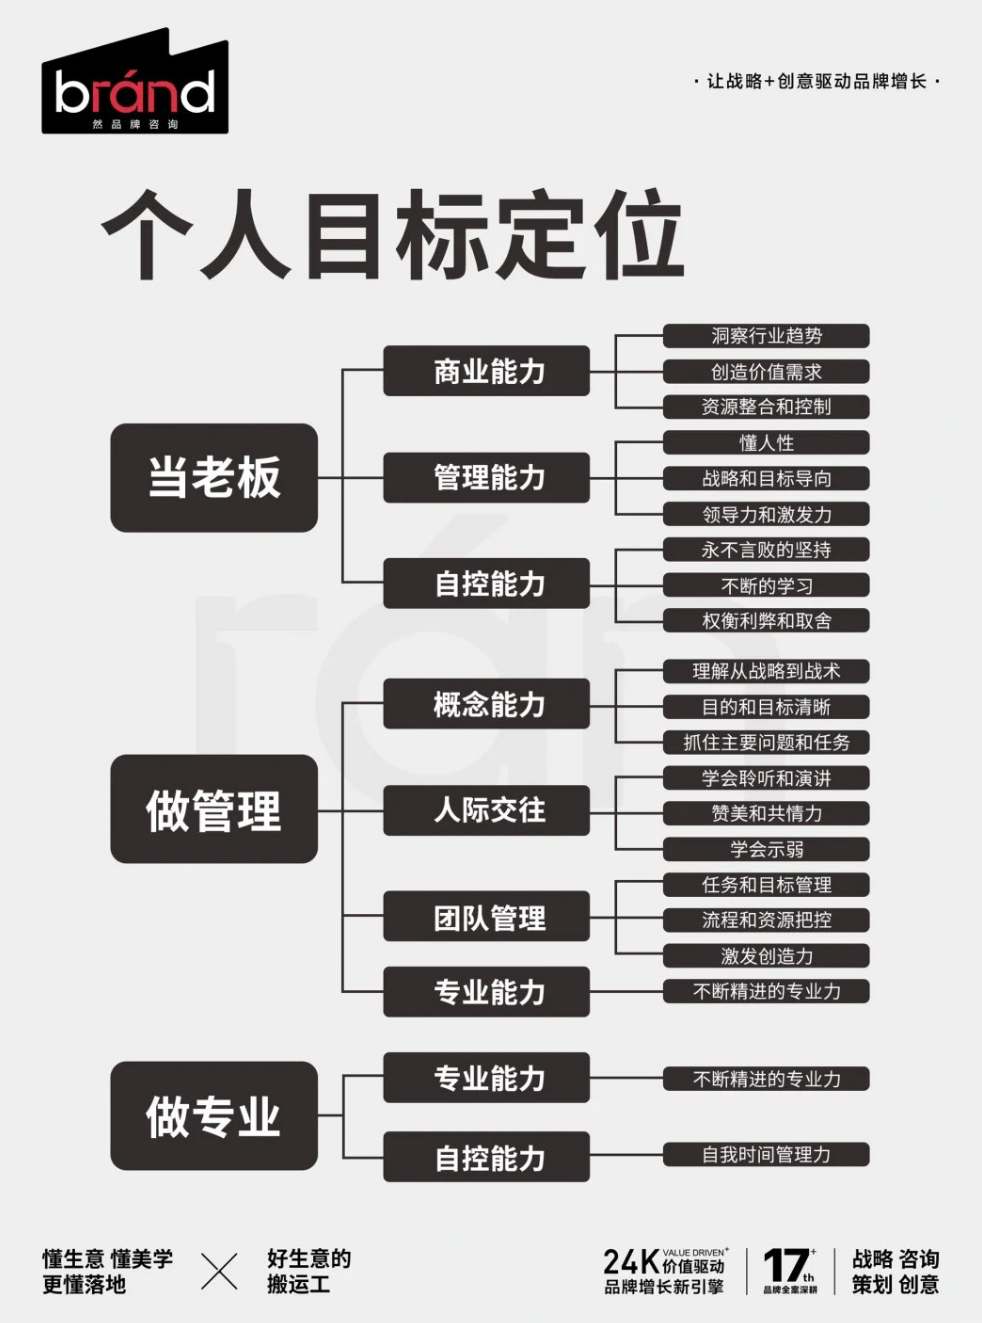 bránd
然品牌咨询
·让战略+创意驱动品牌增长·
个人目标定位
当老板
商业能力
洞察行业趋势
创造价值需求
资源整合和控制
管理能力
懂人性
战略和目标导向
领导力和激发力
自控能力
永不言败的坚持
不断的学习
权衡利弊和取舍
做管理
概念能力
理解从战略到战术
目的和目标清晰
抓住主要问题和任务
人际交往
学会聆听和演讲
赞美和共情力
学会示弱
团队管理
任务和目标管理
流程和资源把控
激发创造力
专业能力
不断精进的专业力
做专业
专业能力
不断精进的专业力
自控能力
自我时间管理力
rán
懂生意 懂美学
更懂落地
好生意的
搬运工
24K VALUE DRIVEN+
价值驱动
品牌增长新引擎
17th+
品牌全案深耕
战略 咨询
策划 创意